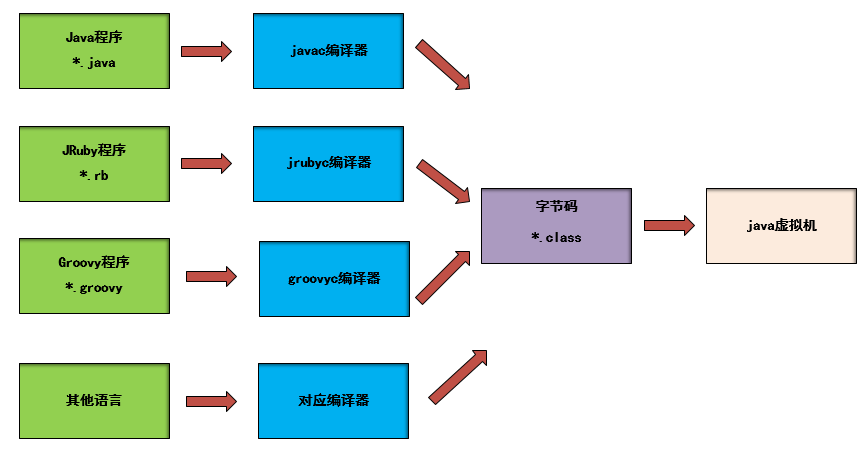 Java程序
*.java
javac编译器
JRuby程序
*.rb
jrubyc编译器
字节码
*.class
java虚拟机
Groovy程序
*.groovy
groovyc编译器
其他语言
对应编译器